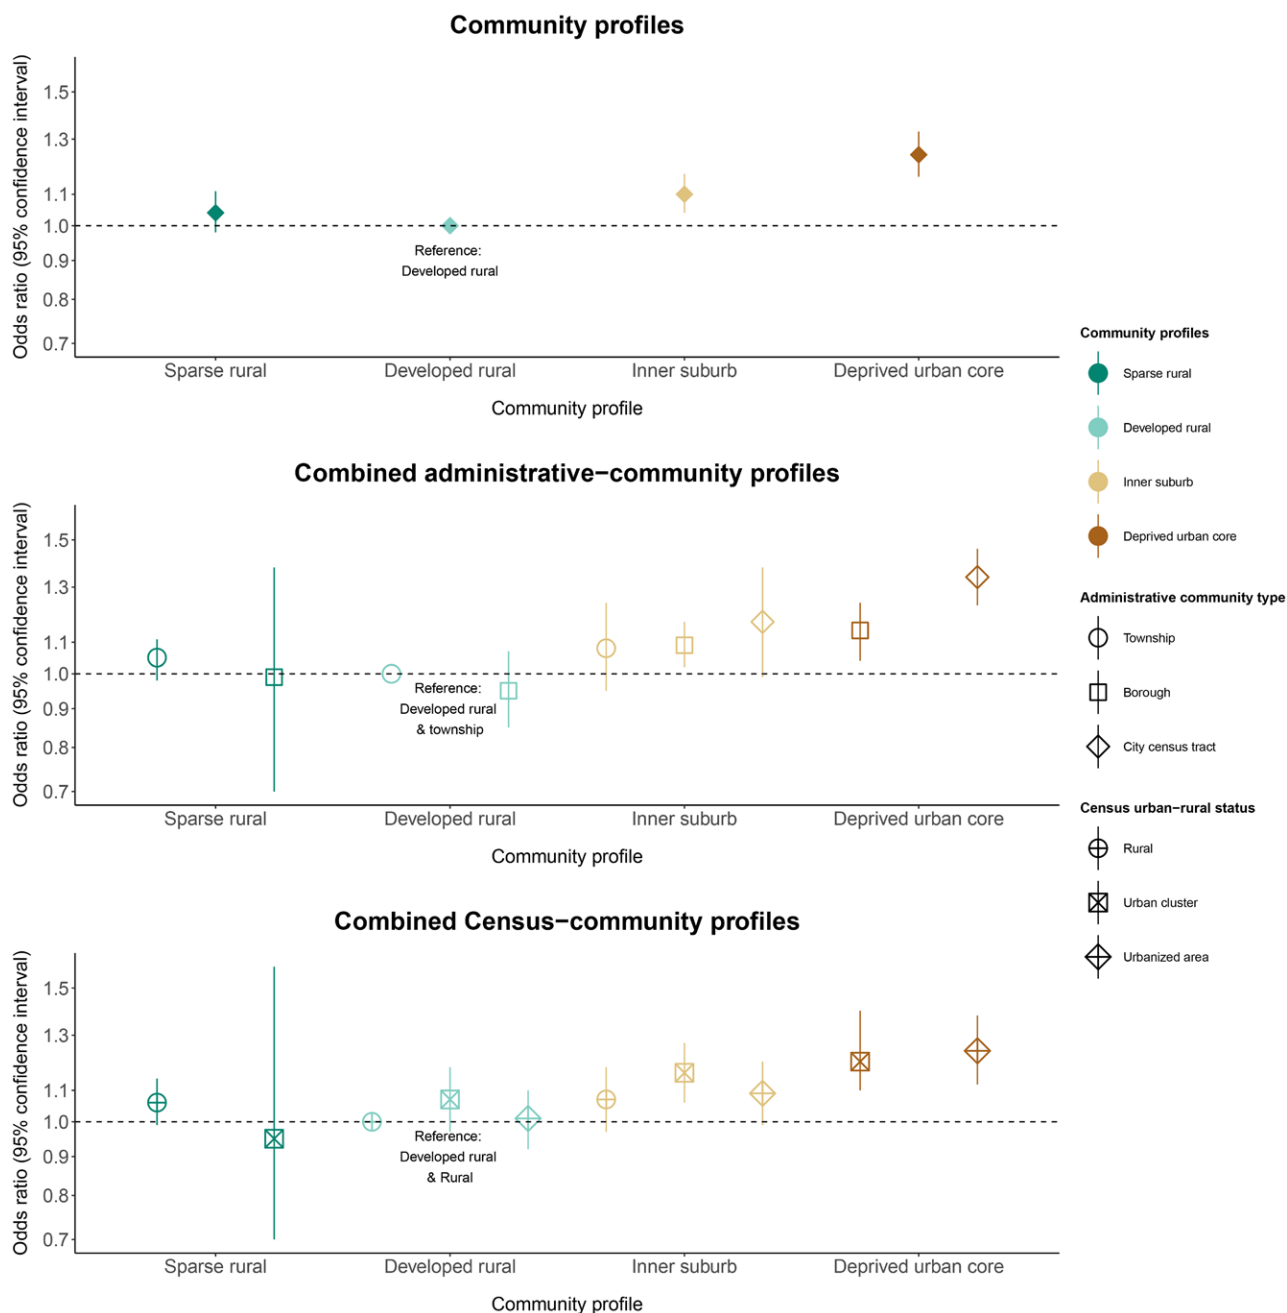 Community profiles
Odds ratio (95% confidence interval)
1.5
1.3
1.1
1.0
0.9
0.8
0.7
Reference:
Developed rural
Sparse rural
Developed rural
Inner suburb
Deprived urban core
Community profile
Combined administrative−community profiles
Odds ratio (95% confidence interval)
1.5
1.3
1.1
1.0
0.9
0.8
0.7
Reference:
Developed rural
& township
Sparse rural
Developed rural
Inner suburb
Deprived urban core
Community profile
Combined Census−community profiles
Odds ratio (95% confidence interval)
1.5
1.3
1.1
1.0
0.9
0.8
0.7
Reference:
Developed rural
& Rural
Sparse rural
Developed rural
Inner suburb
Deprived urban core
Community profile
Community profiles
Sparse rural
Developed rural
Inner suburb
Deprived urban core
Administrative community type
Township
Borough
City census tract
Census urban−rural status
Rural
Urban cluster
Urbanized area